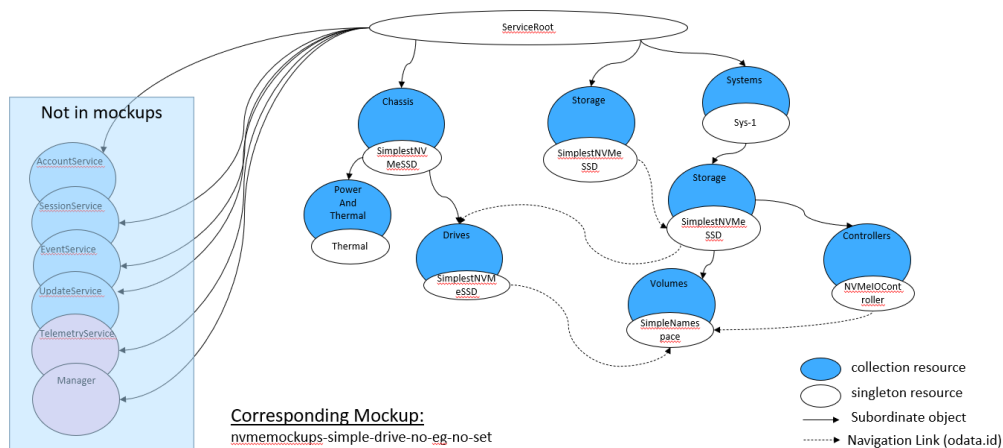 ServiceRoot
Not in mockups
AccountService
SessionService
EventService
UpdateService
TelemetryService
Manager
Chassis
SimplestNV
MeSSD
Power
And
Thermal
Thermal
Drives
SimplestNVM
eSSD
Storage
SimplestNVMe
SSD
Systems
Sys-1
Storage
SimplestNVMe
SSD
Volumes
SimpleNames
pace
Controllers
NVMeIOCont
roller
collection resource
singleton resource
Subordinate object
Navigation Link (odata.id)
Corresponding Mockup:
nvmemockups-simple-drive-no-eg-no-set